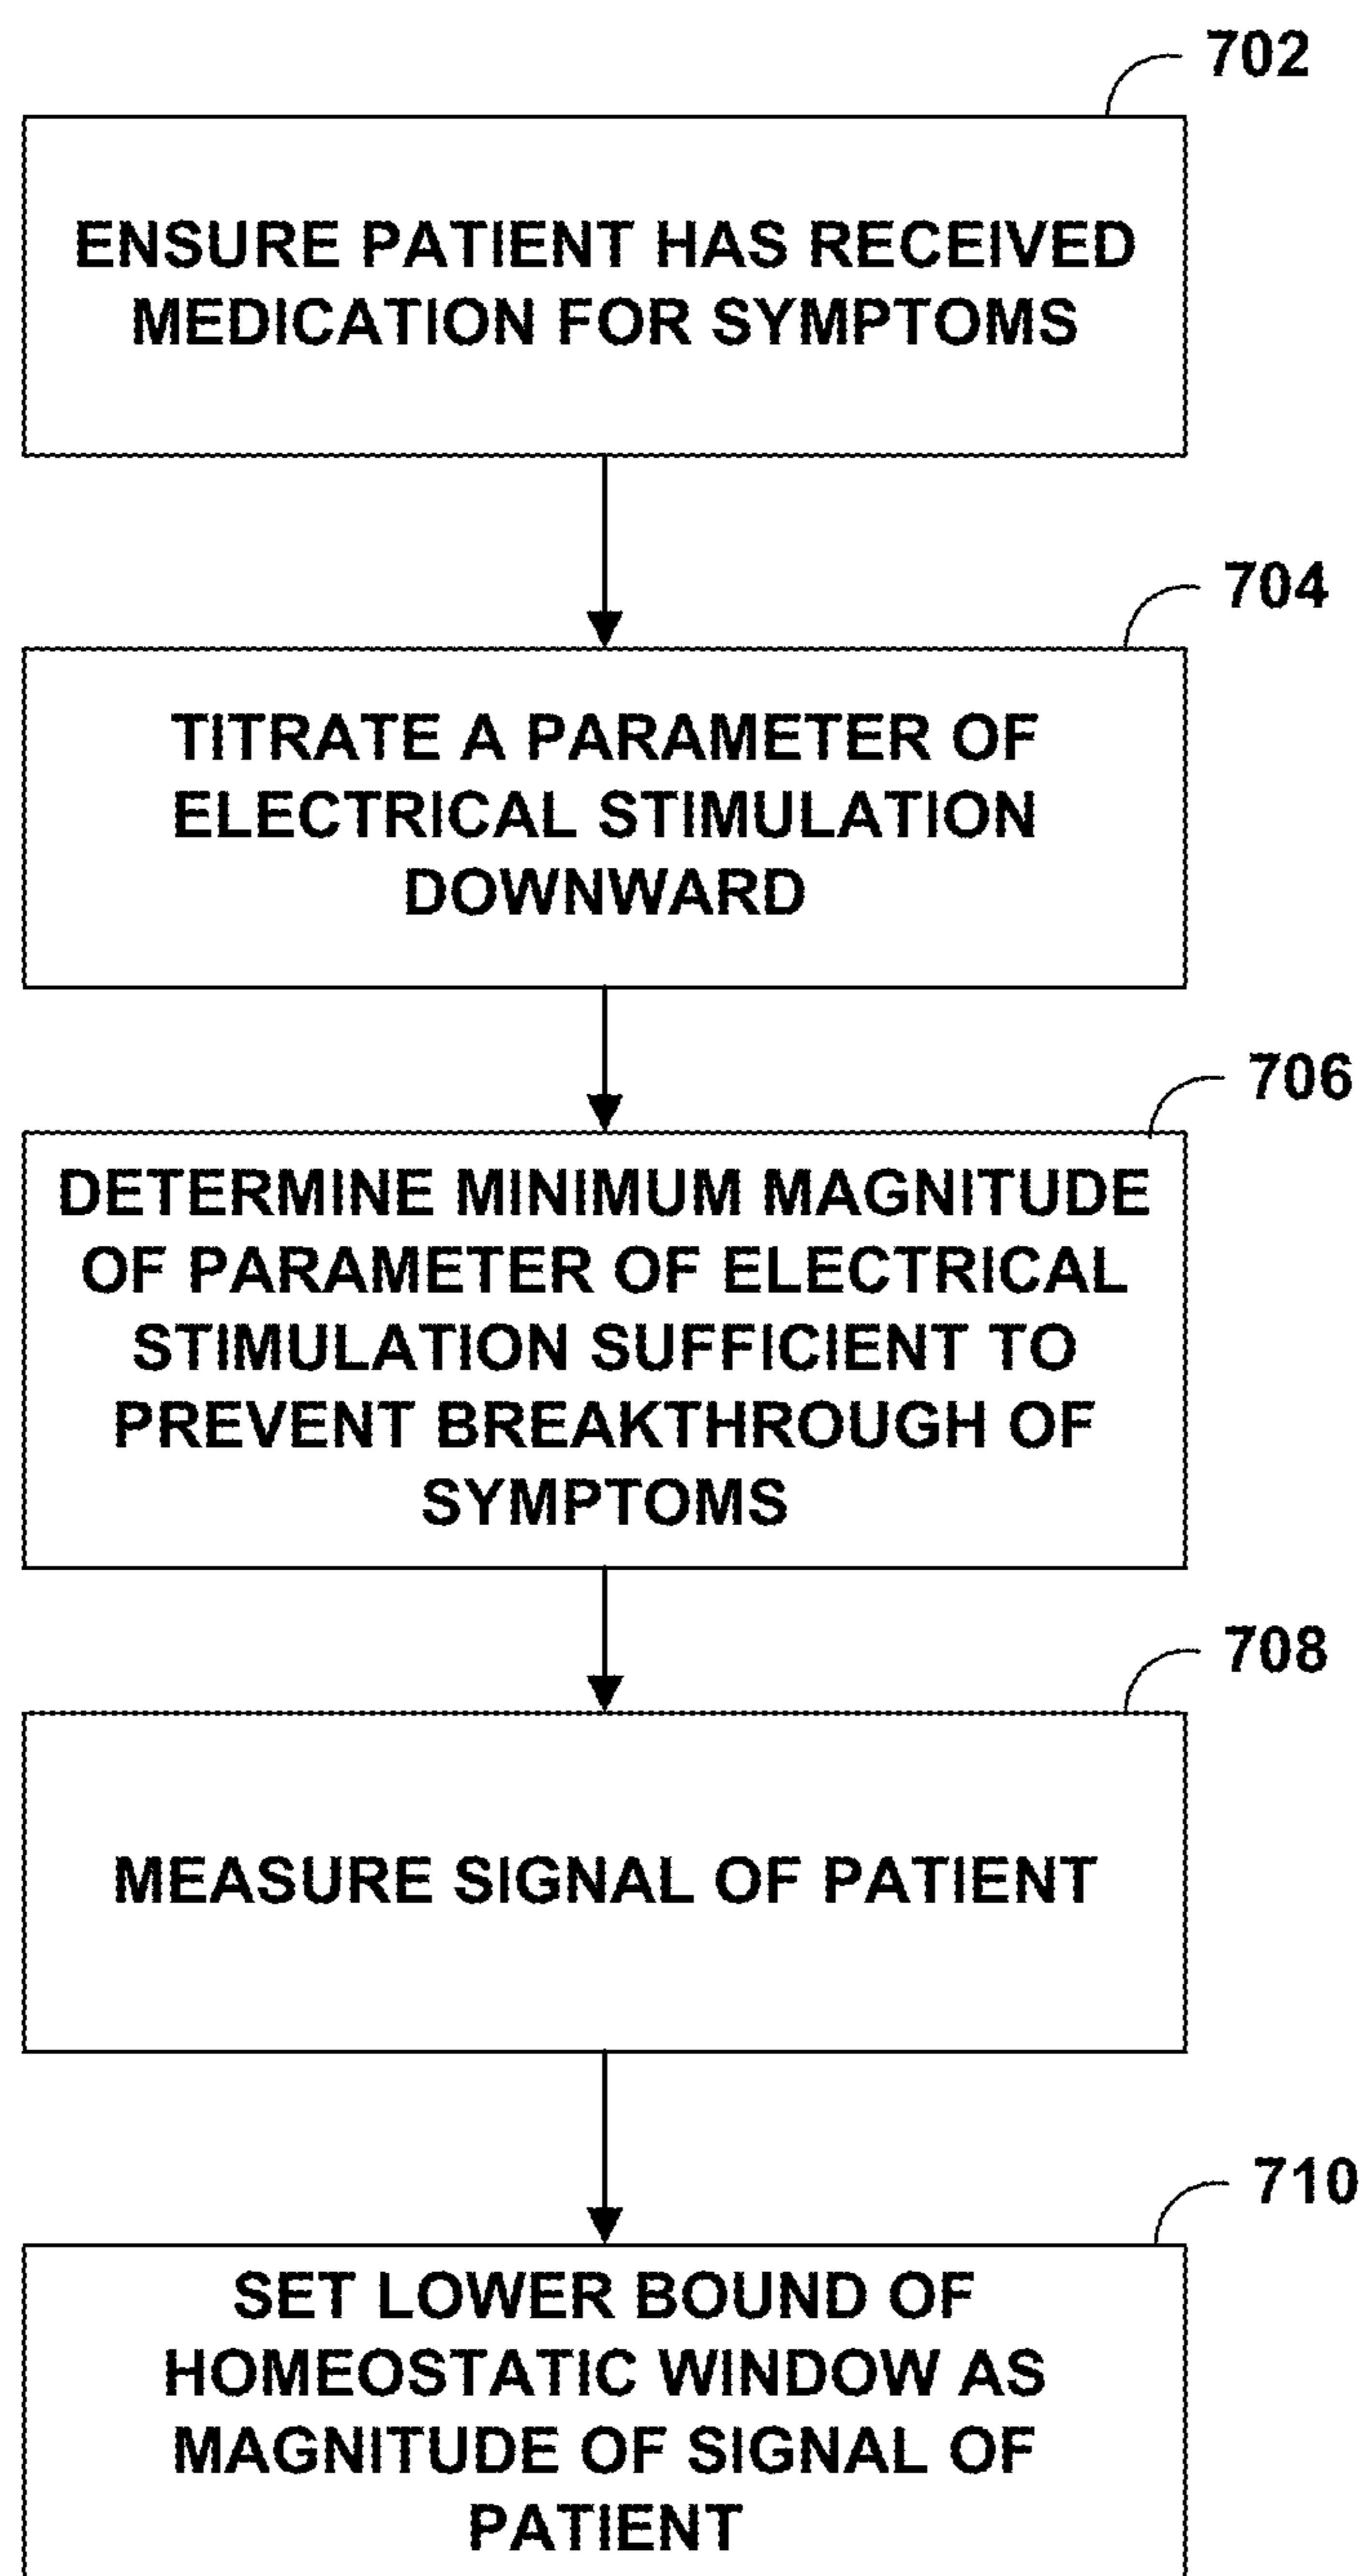 702
ENSURE PATIENT HAS RECEIVED
MEDICATION FOR SYMPTOMS
704
TITRATE A PARAMETER OF
ELECTRICAL STIMULATION
DOWNWARD
706
DETERMINE MINIMUM MAGNITUDE
OF PARAMETER OF ELECTRICAL
STIMULATION SUFFICIENT TO
PREVENT BREAKTHROUGH OF
SYMPTOMS
708
MEASURE SIGNAL OF PATIENT
710
SET LOWER BOUND OF
HOMEOSTATIC WINDOW AS
MAGNITUDE OF SIGNAL OF
PATIENT